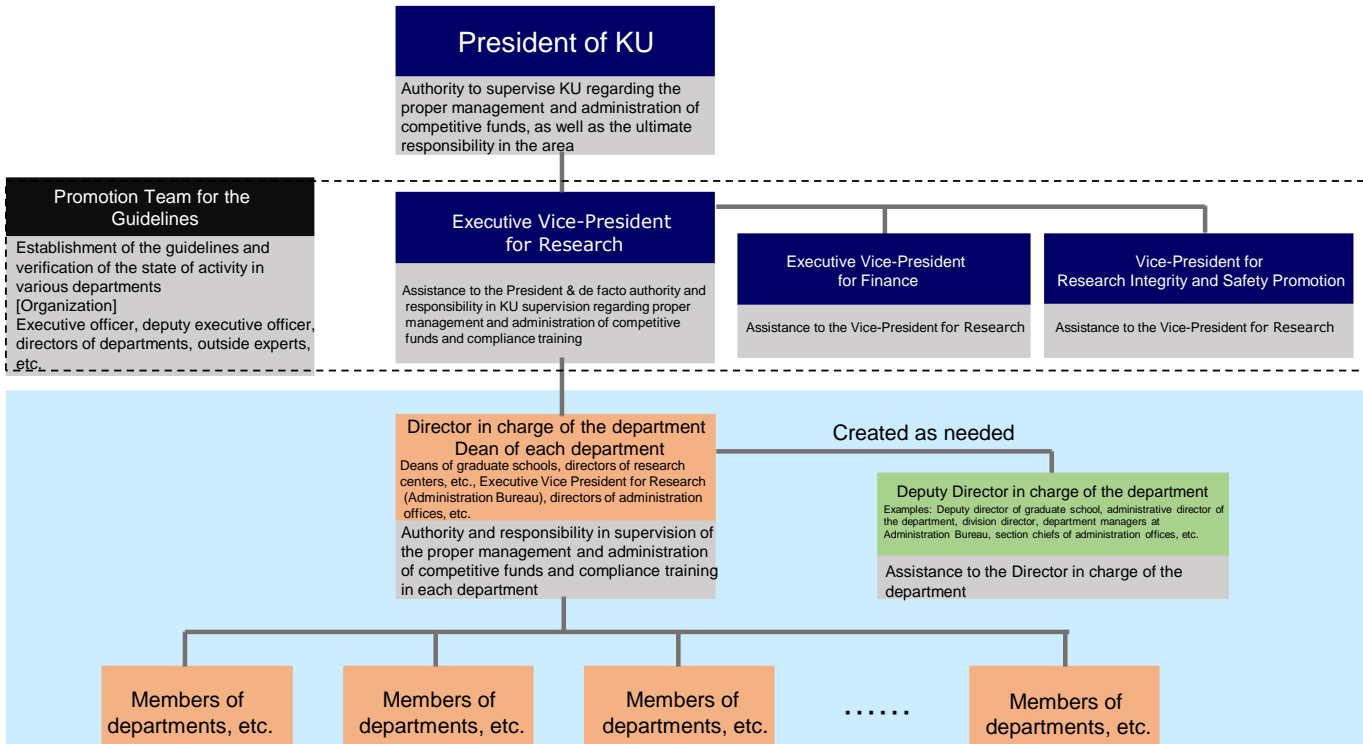 President of KU
Authority to supervise KU regarding the
proper management and administration of
competitive funds, as well as the ultimate
responsibility in the area
Promotion Team for the
Guidelines
Establishment of the guidelines and
verification of the state of activity in
various departments
[Organization]
Executive officer, deputy executive officer,
directors of departments, outside experts,
etc.
Executive Vice-President
for Research
Assistance to the President & de facto authority and
responsibility in KU supervision regarding proper
management and administration of competitive
funds and compliance training
Executive Vice-President
for Finance
Assistance to the Vice-President for Research
Vice-President for
Research Integrity and Safety Promotion
Assistance to the Vice-President for Research
Director in charge of the department
Dean of each department
Deans of graduate schools, directors of research
centers, etc., Executive Vice President for Research
(Administration Bureau), directors of administration
offices, etc.
Authority and responsibility in supervision of
the proper management and administration
of competitive funds and compliance training
in each department
Created as needed
Deputy Director in charge of the department
Examples: Deputy director of graduate school, administrative director of
the department, division director, department managers at
Administration Bureau, section chiefs of administration offices, etc.
Assistance to the Director in charge of the
department
Members of
departments, etc.
Members of
departments, etc.
Members of
departments, etc.
······
Members of
departments, etc.